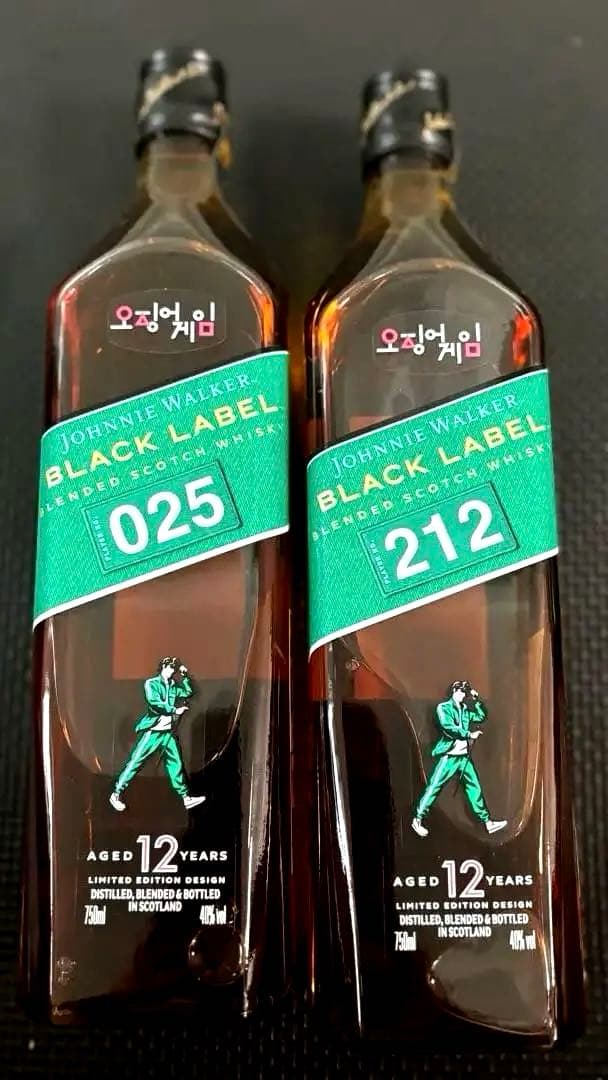 오징어
게임
JOHNNIE WALKER
BLACK LABEL
BLENDED SCOTCH WHISKY
PLAYER NO.
025
AGED 12 YEARS
LIMITED EDITION DESIGN
DISTILLED, BLENDED & BOTTLED
IN SCOTLAND
750ml 40% vol
오징어
게임
JOHNNIE WALKER
BLACK LABEL
BLENDED SCOTCH WHISKY
PLAYER NO.
212
AGED 12 YEARS
LIMITED EDITION DESIGN
DISTILLED, BLENDED & BOTTLED
IN SCOTLAND
750ml 40% vol